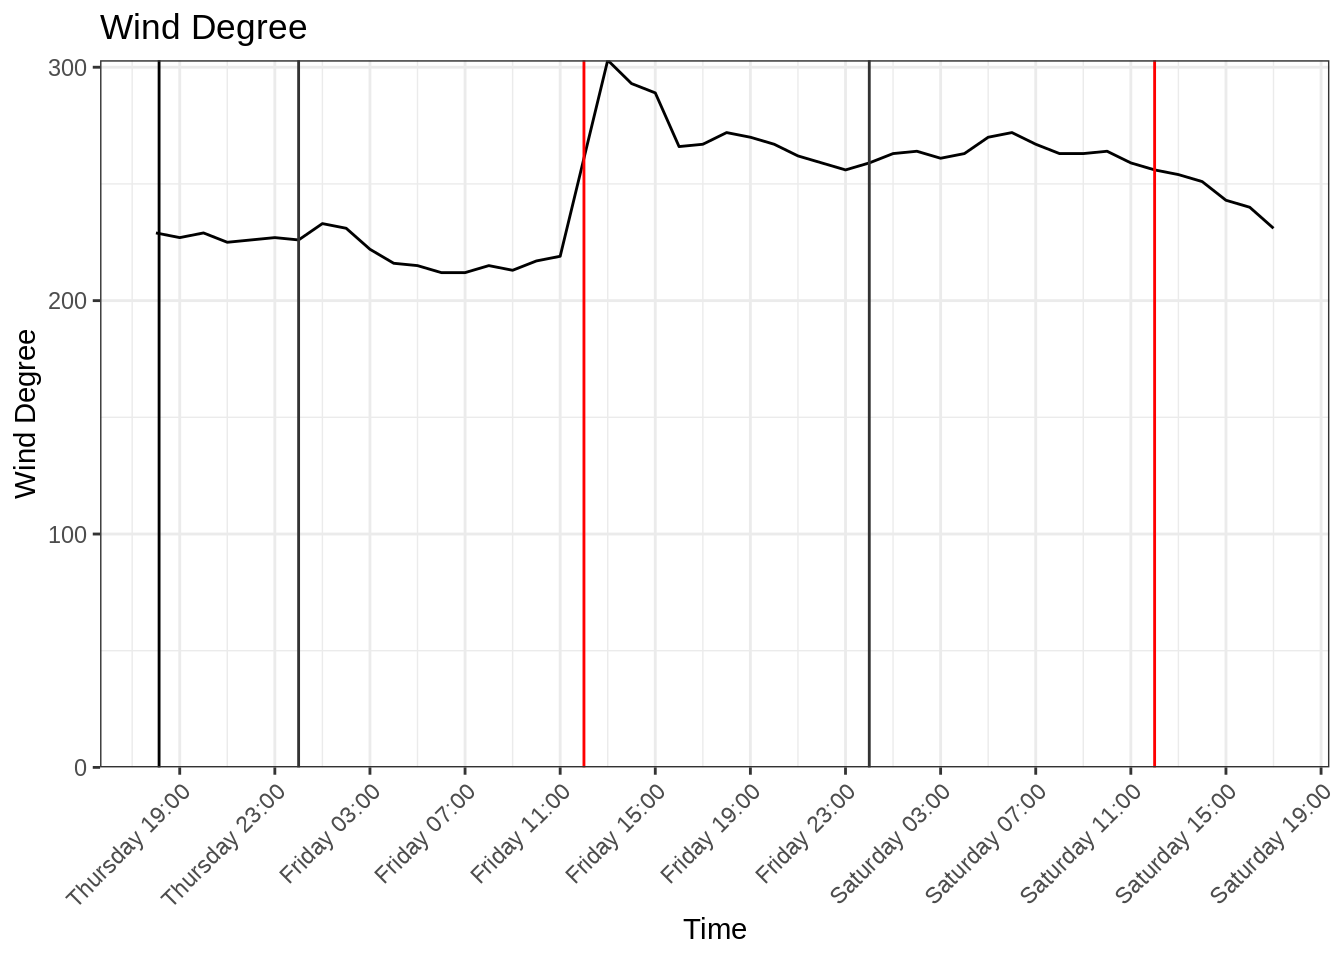 Wind Degree
300
200
100
0
Wind Degree
Thursday 19:00
Thursday 23:00
Friday 03:00
Friday 07:00
Friday 11:00
Friday 15:00
Friday 19:00
Friday 23:00
Saturday 03:00
Saturday 07:00
Saturday 11:00
Saturday 15:00
Saturday 19:00
Time